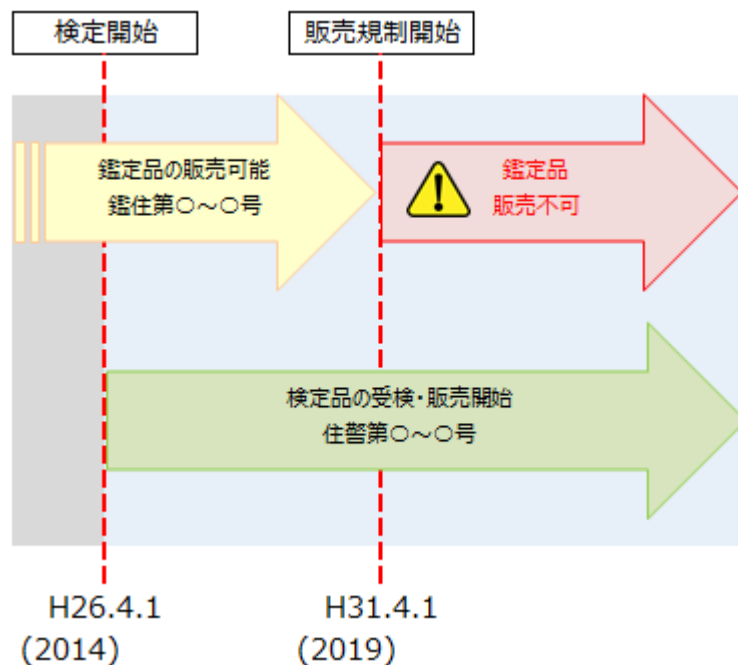 検定開始
販売規制開始
鑑定品の販売可能
鑑住第〇～〇号
鑑定品
販売不可
検定品の受検・販売開始
住警第〇～〇号
H26.4.1
(2014)
H31.4.1
(2019)